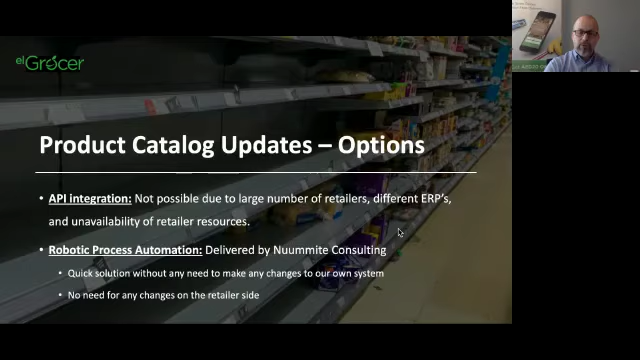 elGrocer
Product Catalog Updates – Options
• API integration: Not possible due to large number of retailers, different ERP's,
and unavailability of retailer resources.
• Robotic Process Automation: Delivered by Nuummite Consulting
• Quick solution without any need to make any changes to our own system
• No need for any changes on the retailer side